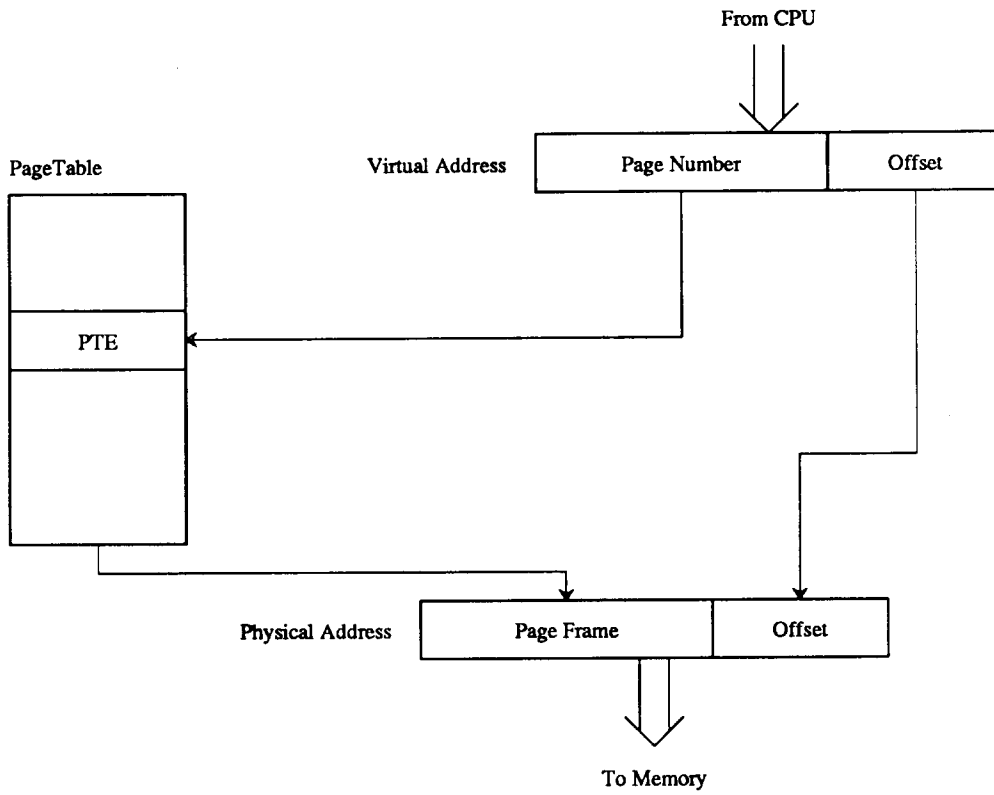 From CPU
PageTable
Virtual Address
Page Number
Offset
PTE
Physical Address
Page Frame
Offset
To Memory